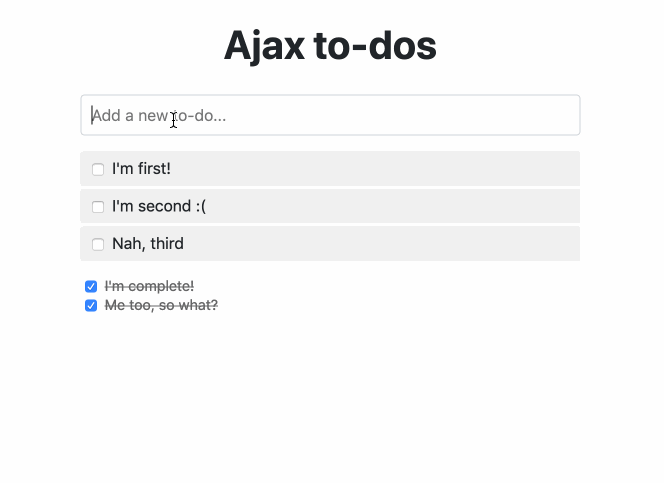 Ajax to-dos
Add a new to-do...
I'm first!
I'm second :(
Nah, third
I'm complete!
Me too, so what?